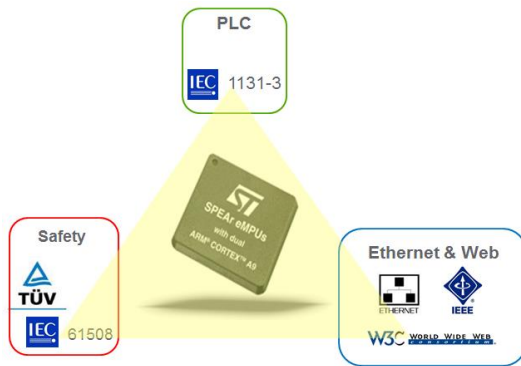 PLC
IEC 1131-3
ST
SPEAr eMPUs
with dual
ARM® CORTEX™ A9
Safety
TÜV
IEC 61508
Ethernet & Web
ETHERNET
IEEE
W3C WORLD WIDE WEB
consortium